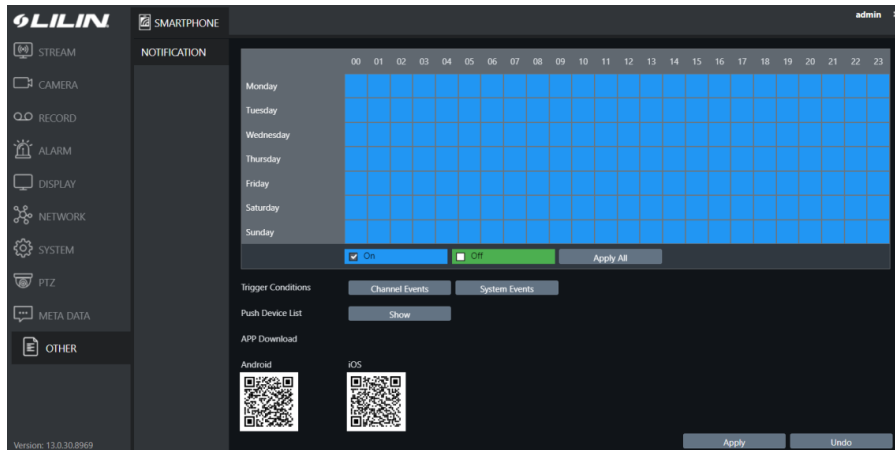 LILIN
SMARTPHONE
admin
STREAM
NOTIFICATION
00 01 02 03 04 05 06 07 08 09 10 11 12 13 14 15 16 17 18 19 20 21 22 23
CAMERA
Monday
RECORD
Tuesday
Wednesday
ALARM
Thursday
DISPLAY
Friday
NETWORK
Saturday
SYSTEM
Sunday
On Off Apply All
PTZ
Trigger Conditions Channel Events System Events
META DATA
Push Device List Show
OTHER
APP Download
Android iOS
Version: 13.0.30.8969
Apply Undo